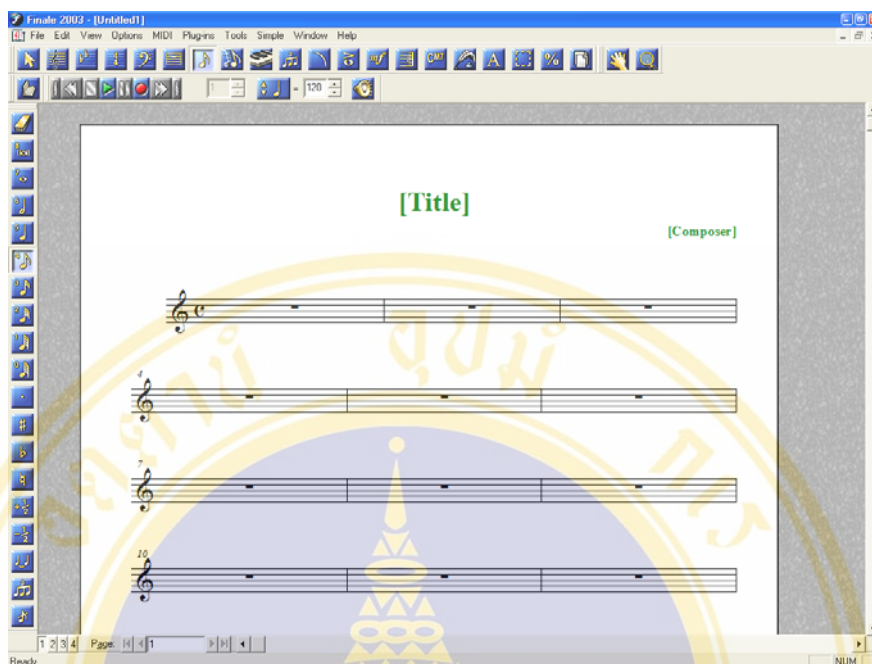 Finale 2003 - [Untitled1]
File Edit View Options MIDI Plug-ins Tools Simple Window Help
1 = 120
[Title]
[Composer]
4
7
10
1 2 3 4 Page: 1
Ready NUM